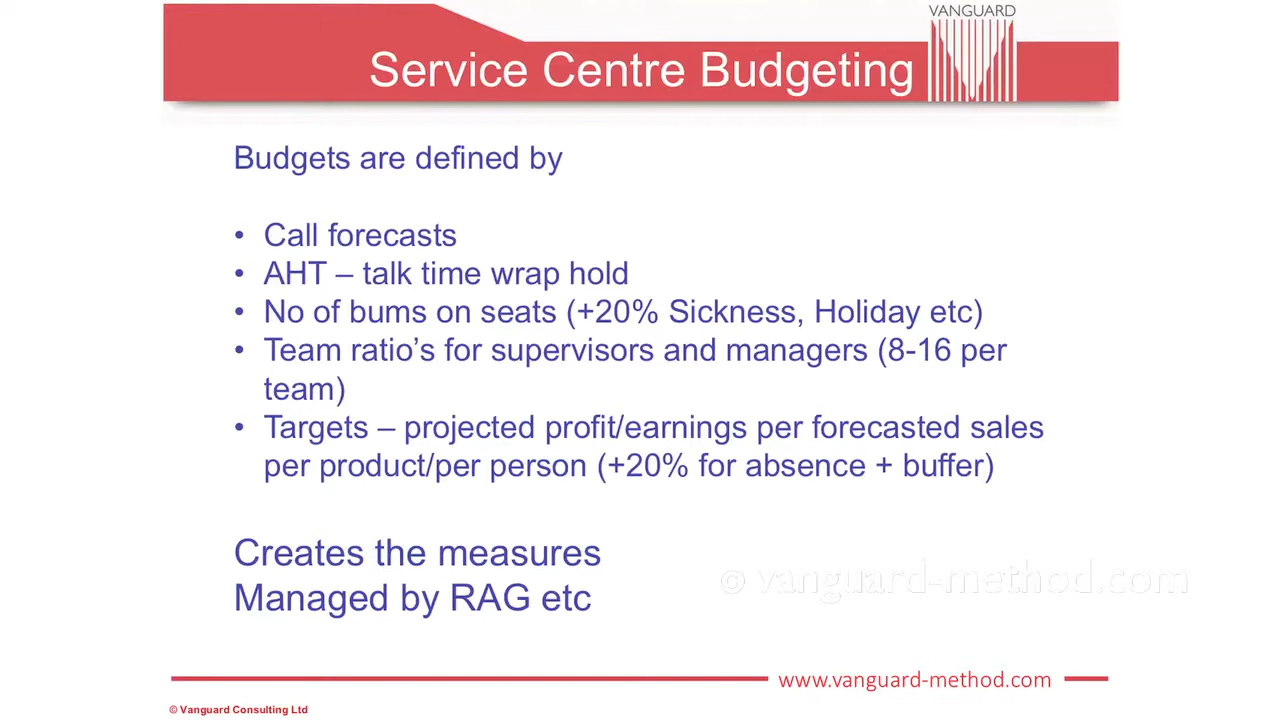 VANGUARD
Service Centre Budgeting
Budgets are defined by
• Call forecasts
• AHT – talk time wrap hold
• No of bums on seats (+20% Sickness, Holiday etc)
• Team ratio’s for supervisors and managers (8-16 per
team)
• Targets – projected profit/earnings per forecasted sales
per product/per person (+20% for absence + buffer)
Creates the measures
Managed by RAG etc
© vanguard-method.com
www.vanguard-method.com
© Vanguard Consulting Ltd